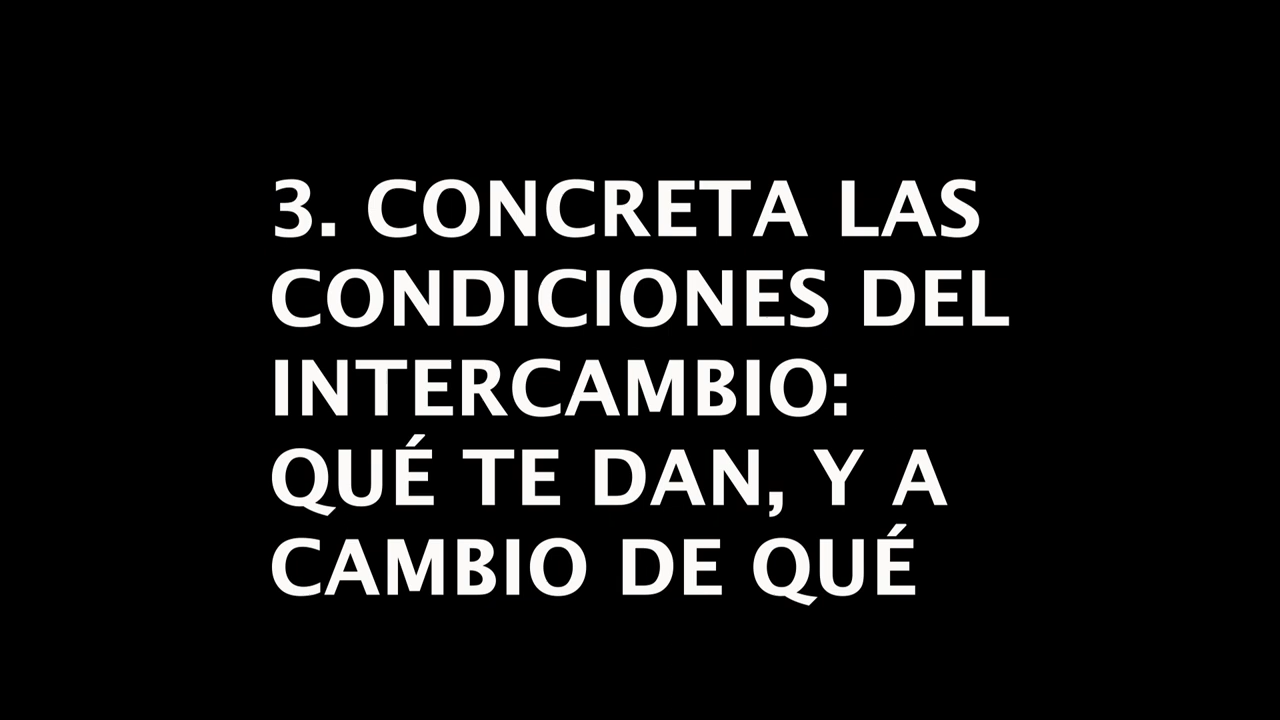 3. CONCRETA LAS
CONDICIONES DEL
INTERCAMBIO:
QUÉ TE DAN, Y A
CAMBIO DE QUÉ